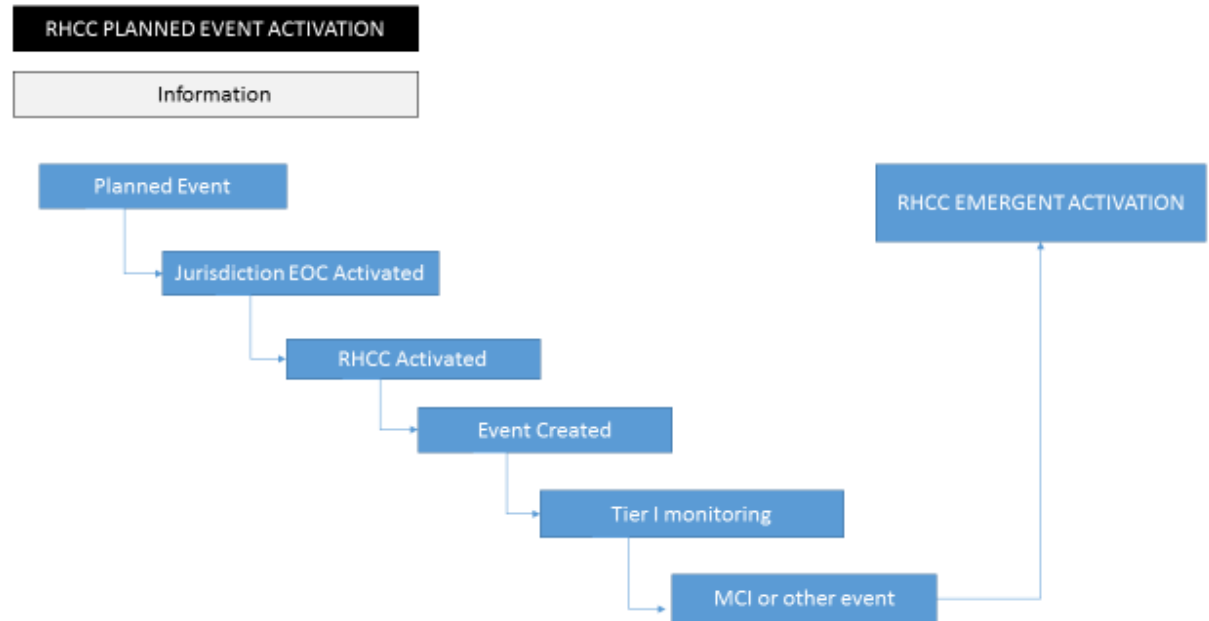 RHCC PLANNED EVENT ACTIVATION
Information
Planned Event
RHCC EMERGENT ACTIVATION
Jurisdiction EOC Activated
RHCC Activated
Event Created
Tier I monitoring
MCI or other event